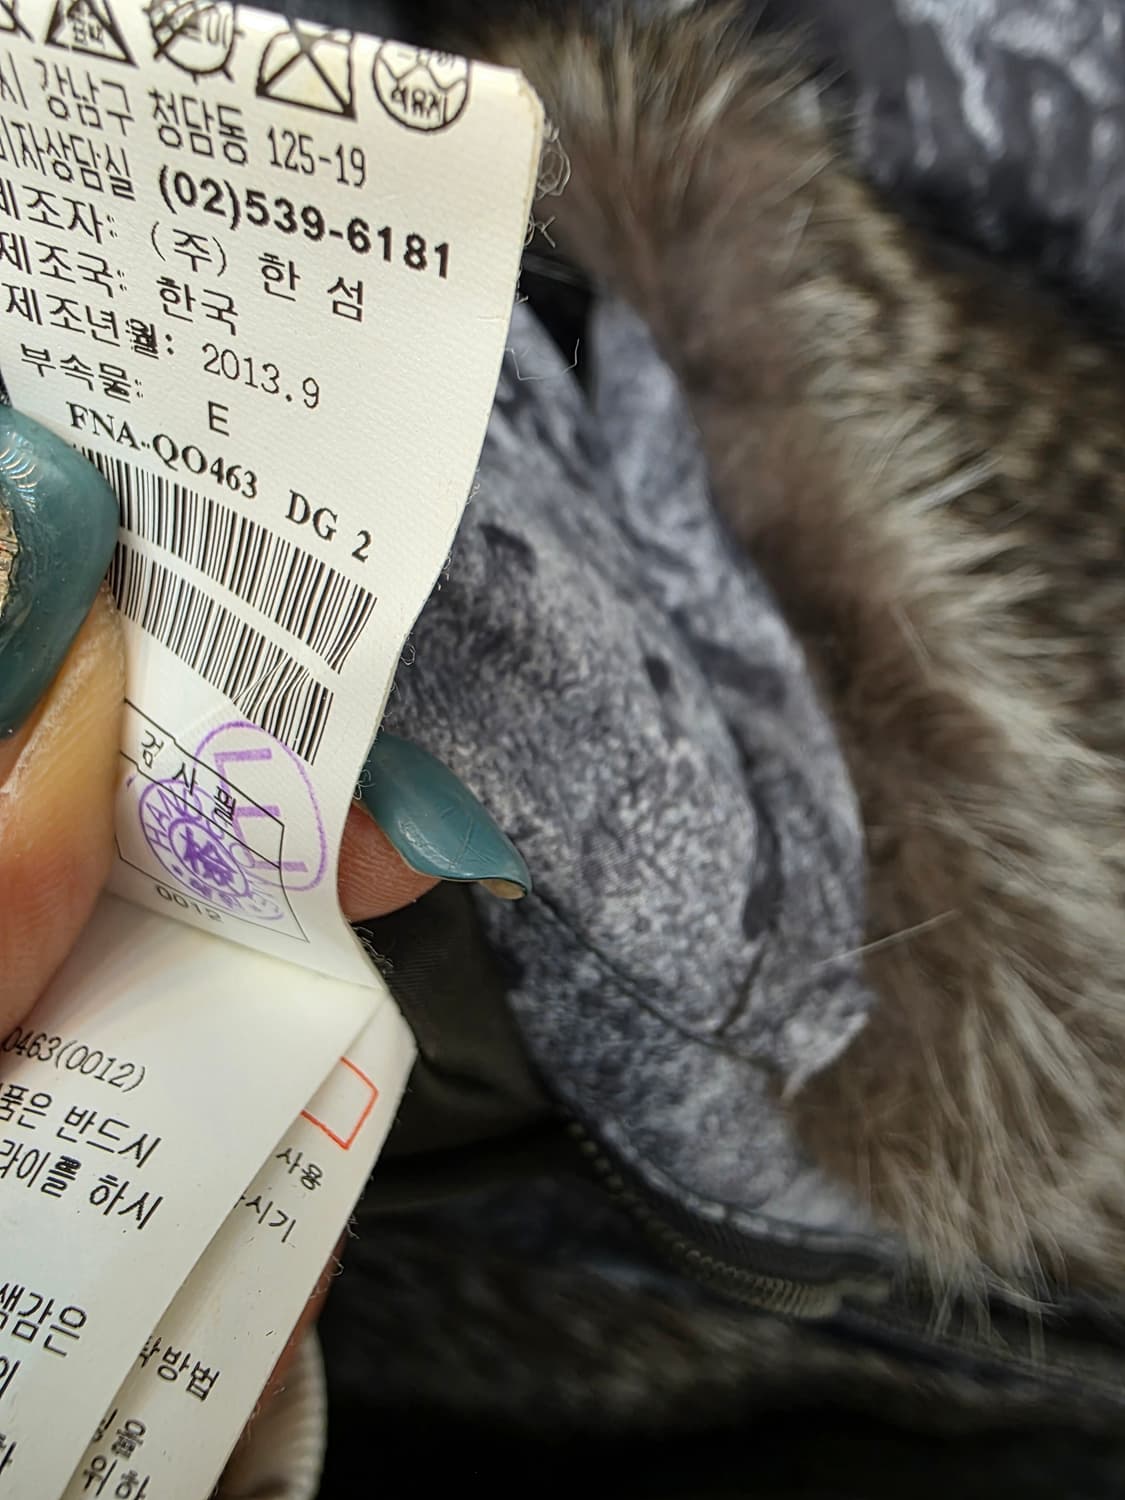 시 강남구 청담동 125-19
비자상담실 (02)539-6181
제조자: (주) 한 섬
제조국: 한국
제조년월: 2013.9
부속물: E
FNA-QO463 DG 2
검 사 필
0012
0463(0012)
품은 반드시
라이를 하시
색감은
사용
시기
방법
위하